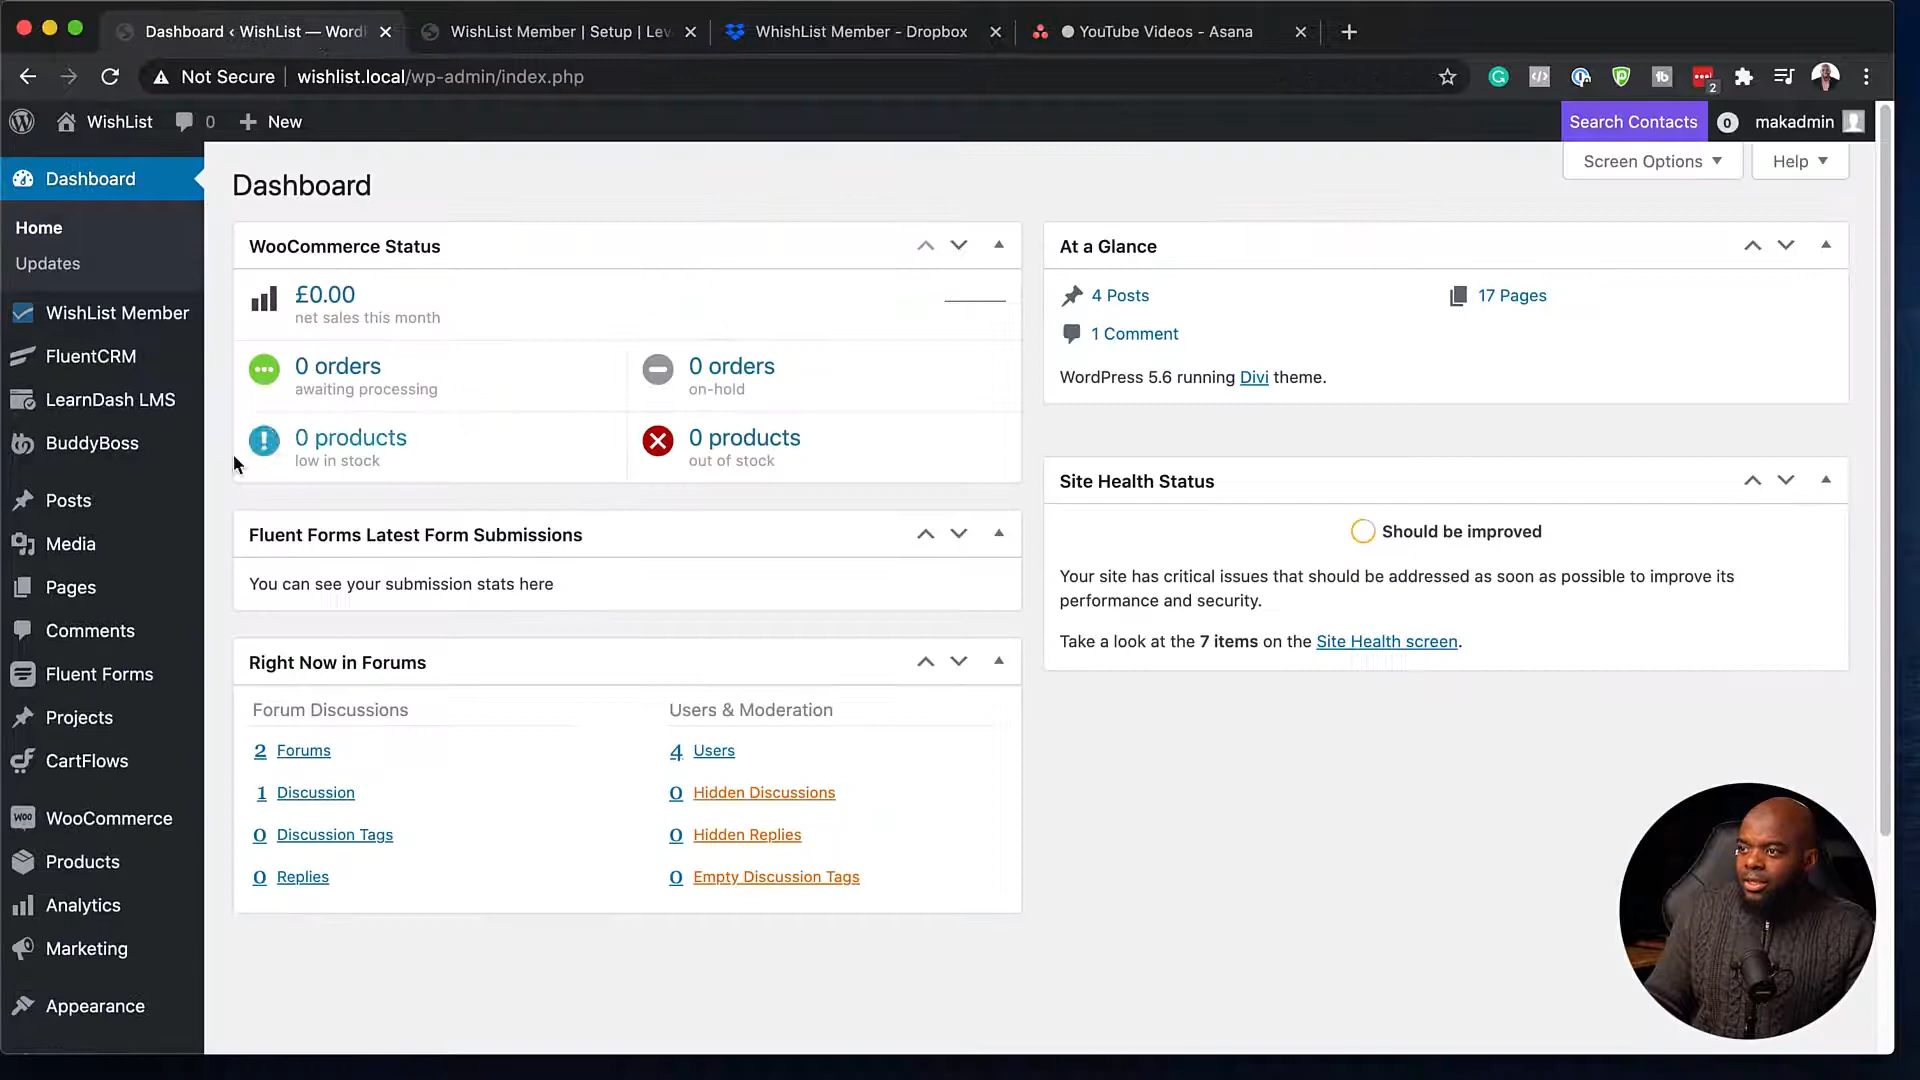 Dashboard ‹ WishList — Word
WishList Member | Setup | Lev
WhishList Member - Dropbox
YouTube Videos - Asana
Not Secure
wishlist.local/wp-admin/index.php
2
WishList
0
New
Search Contacts
0
makadmin
Screen Options
Help
Dashboard
Home
Updates
WishList Member
FluentCRM
LearnDash LMS
BuddyBoss
Posts
Media
Pages
Comments
Fluent Forms
Projects
CartFlows
WooCommerce
Products
Analytics
Marketing
Appearance
Dashboard
WooCommerce Status
£0.00
net sales this month
0 orders
awaiting processing
0 orders
on-hold
0 products
low in stock
0 products
out of stock
Fluent Forms Latest Form Submissions
You can see your submission stats here
Right Now in Forums
Forum Discussions
2 Forums
1 Discussion
0 Discussion Tags
0 Replies
Users & Moderation
4 Users
0 Hidden Discussions
0 Hidden Replies
0 Empty Discussion Tags
At a Glance
4 Posts
17 Pages
1 Comment
WordPress 5.6 running Divi theme.
Site Health Status
Should be improved
Your site has critical issues that should be addressed as soon as possible to improve its
performance and security.
Take a look at the 7 items on the Site Health screen.